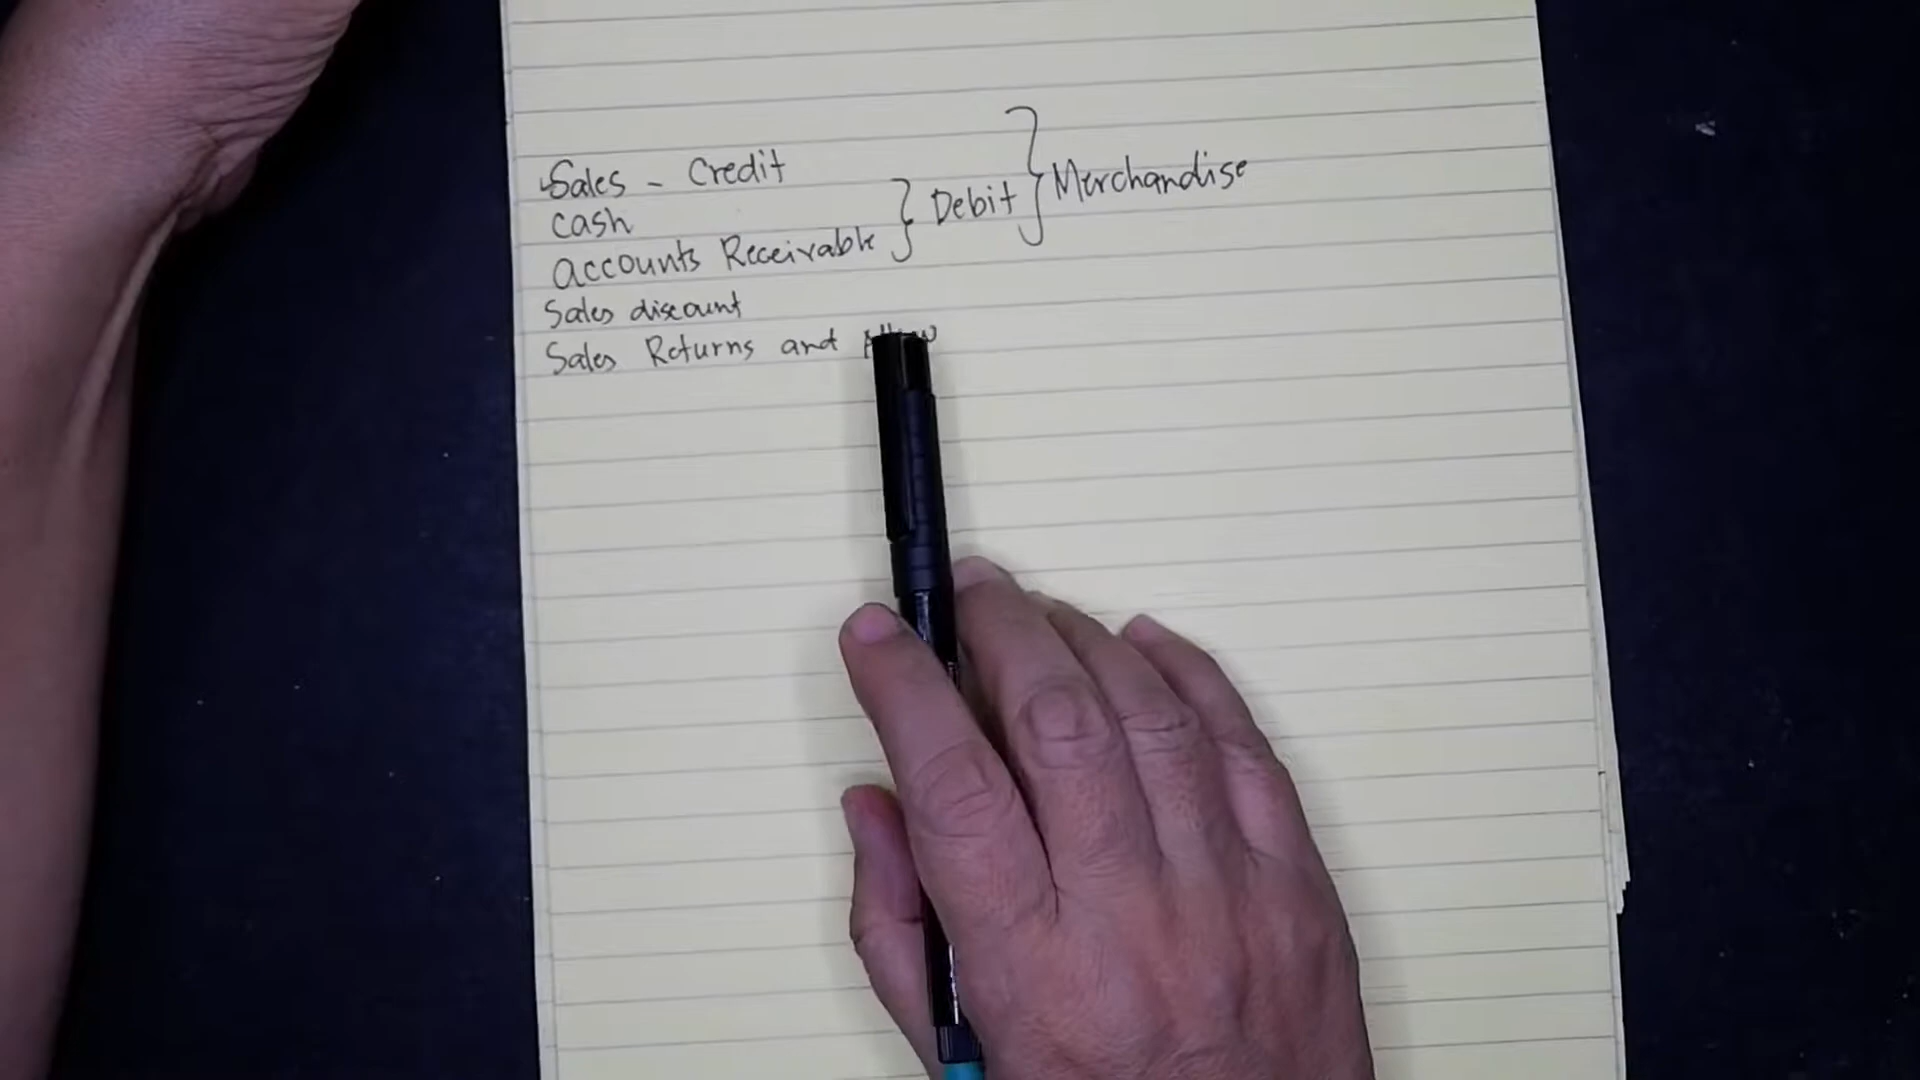 Sales - Credit
cash
accounts Receivable } Debit } Merchandise
Sales discount
Sales Returns and